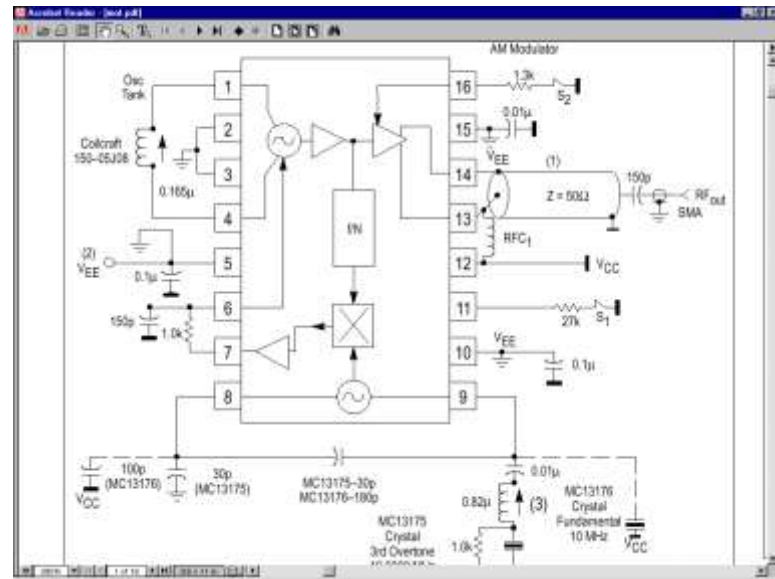 Acrobat Reader - [mot.pdf]
AM Modulator
Osc
Tank
1
16
1.3k
S2
2
15
0.01µ
Coilcraft
150–05J08
VEE
(1)
3
14
150p
0.165µ
Z = 50Ω
RFout
SMA
4
13
f/N
RFC1
(2)
VEE
5
12
VCC
0.1µ
6
11
150p
1.0k
27k
S1
7
10
VEE
0.1µ
8
9
100p
(MC13176)
30p
(MC13175)
MC13175–30p
MC13176–180p
0.01µ
VCC
0.82µ
(3)
MC13176
Crystal
Fundamental
10 MHz
VCC
MC13175
Crystal
3rd Overtone
1.0k